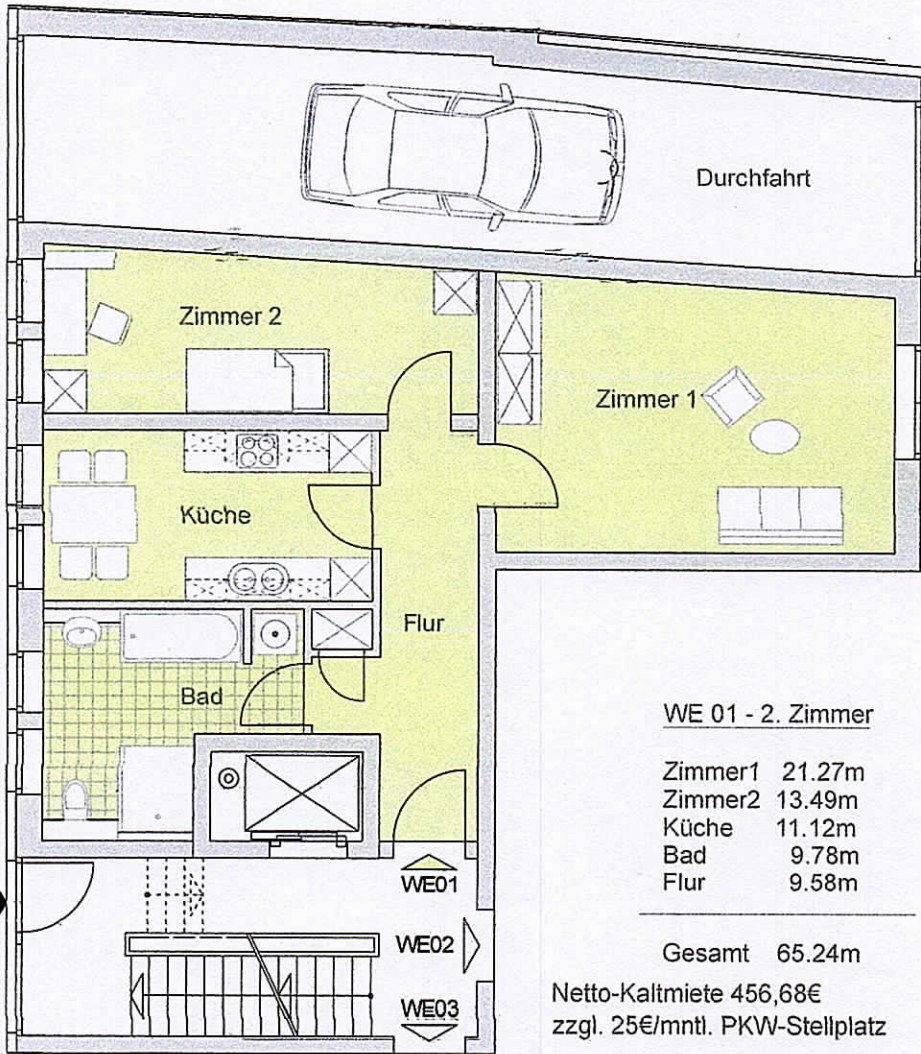 Durchfahrt
Zimmer 2
Zimmer 1
Küche
Flur
Bad
WE01
WE02
WE03
WE 01 - 2. Zimmer
Zimmer1 21.27m
Zimmer2 13.49m
Küche 11.12m
Bad 9.78m
Flur 9.58m
Gesamt 65.24m
Netto-Kaltmiete 456,68€
zzgl. 25€/mntl. PKW-Stellplatz